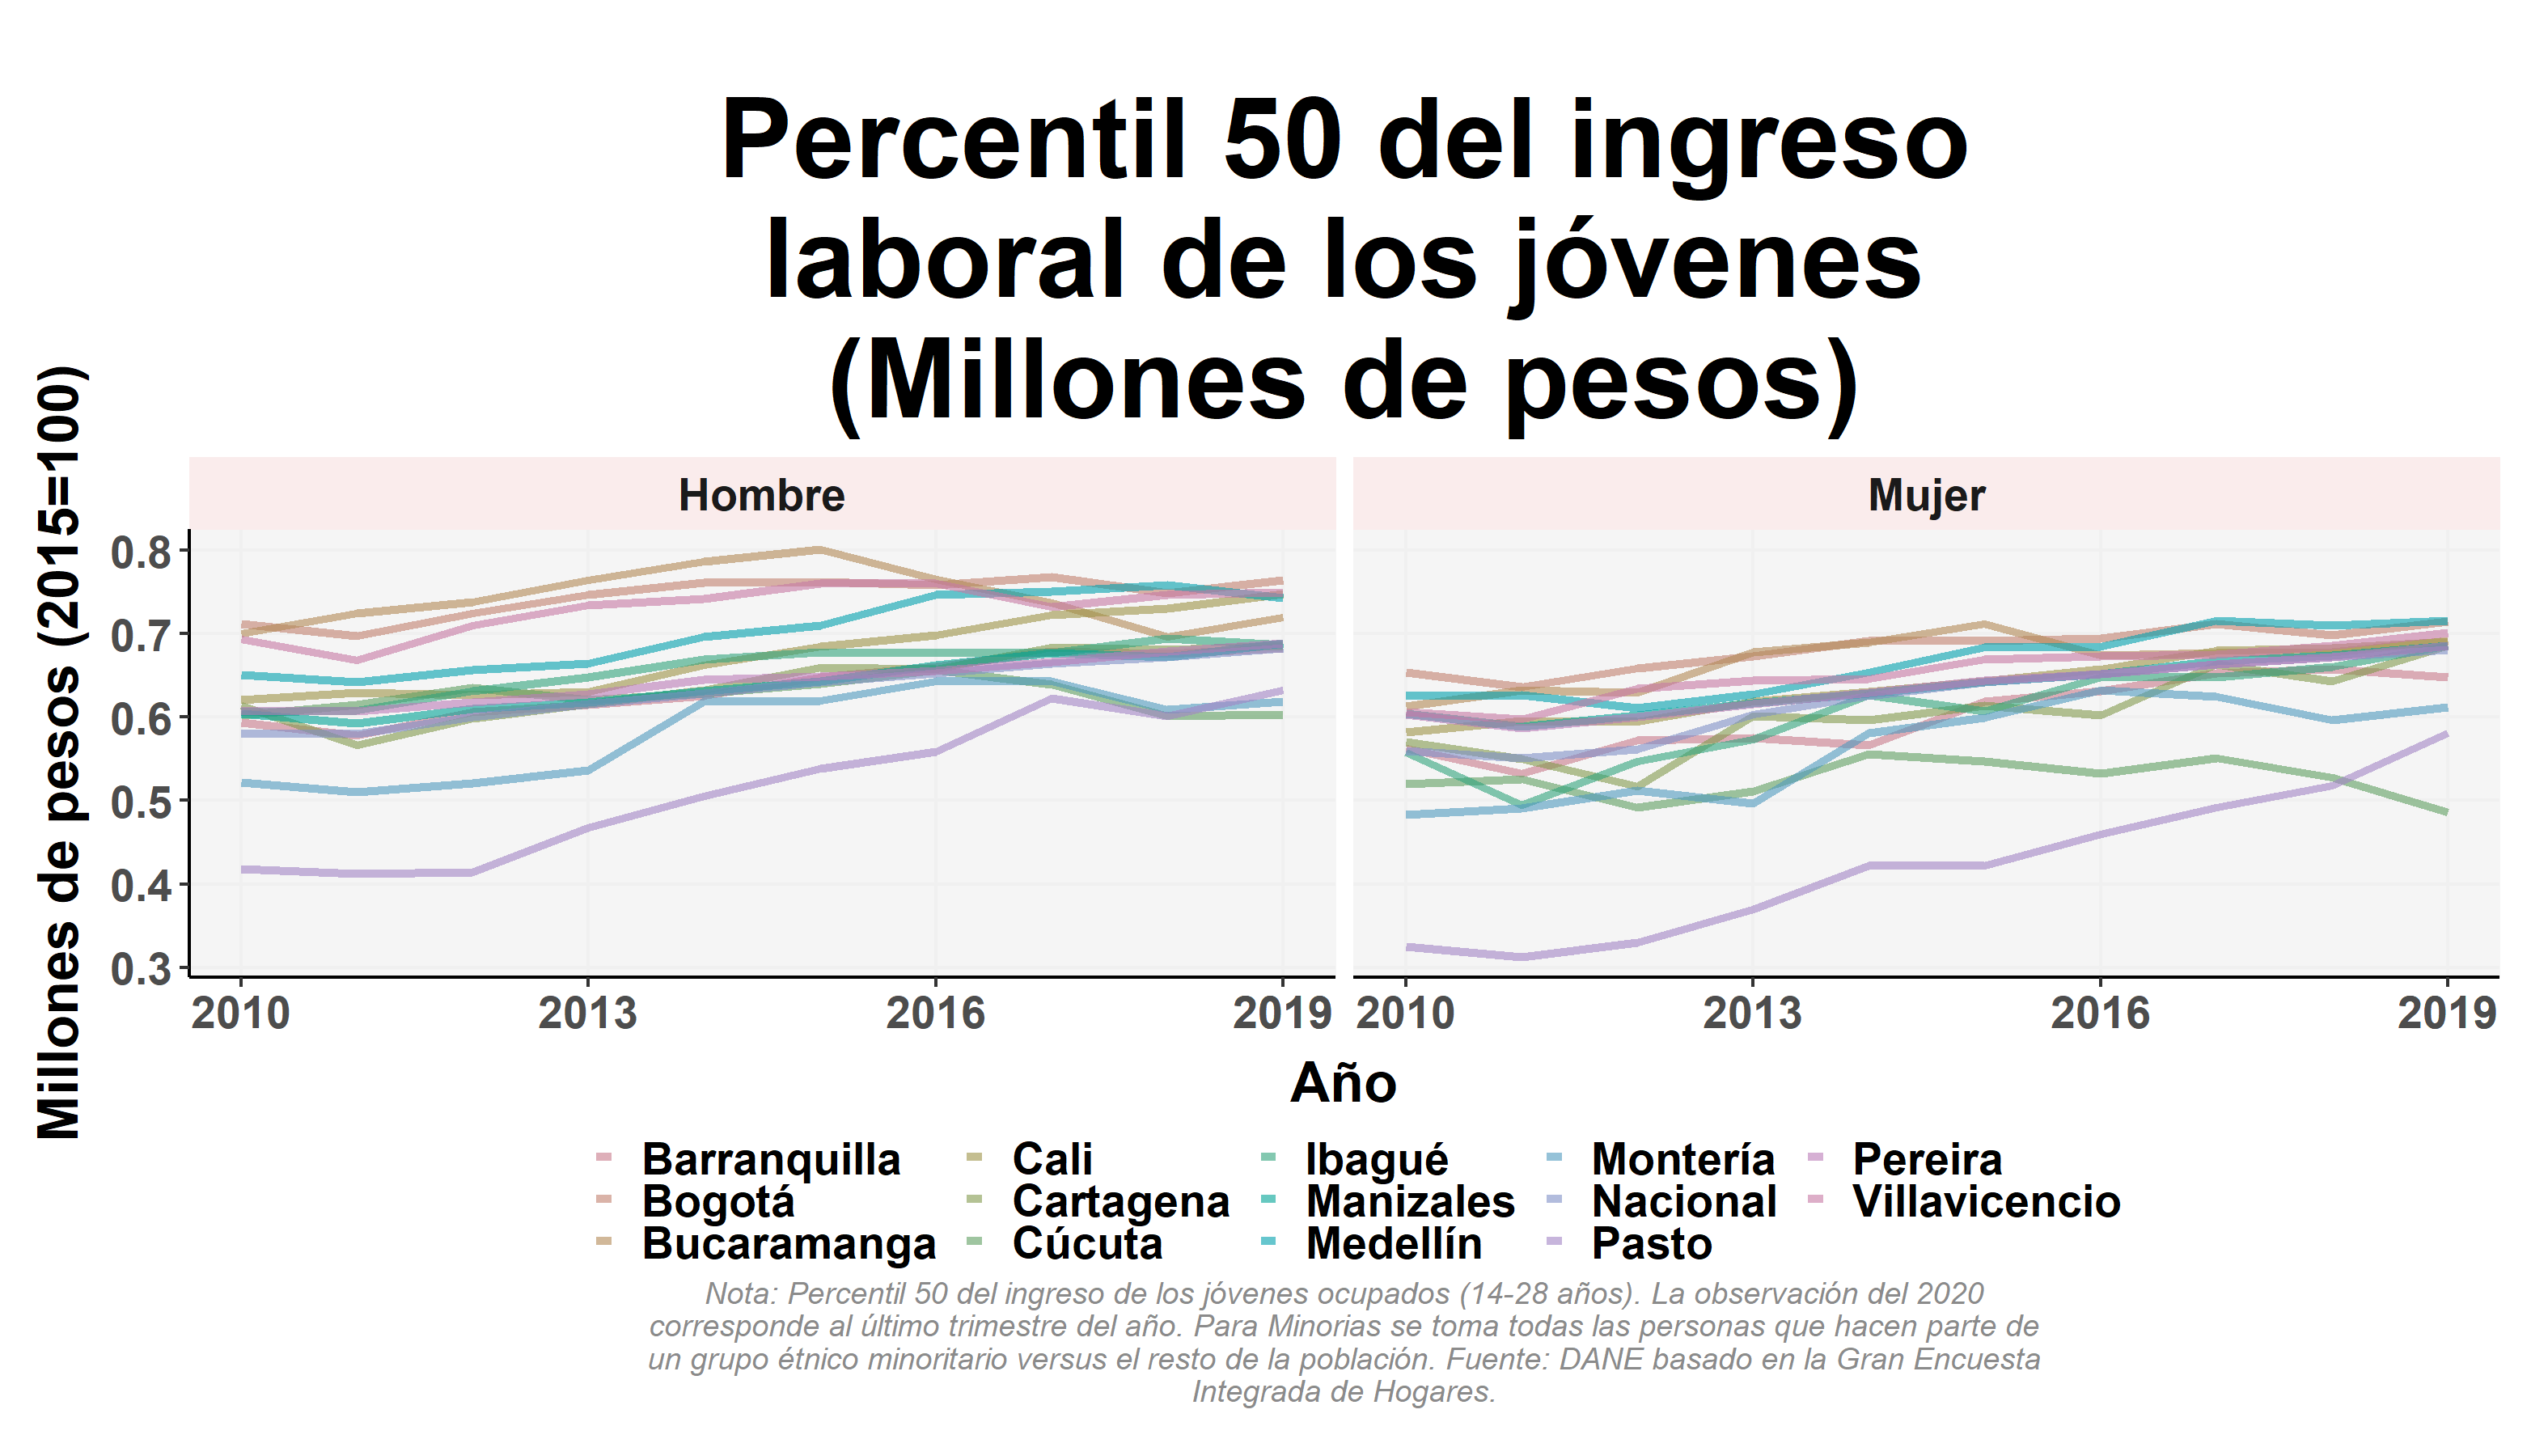 Percentil 50 del ingreso
laboral de los jóvenes
(Millones de pesos)
Millones de pesos (2015=100)
Hombre
Mujer
0.8
0.7
0.6
0.5
0.4
0.3
2010 2013 2016 2019
2010 2013 2016 2019
Año
Barranquilla Cali Ibagué Montería Pereira
Bogotá Cartagena Manizales Nacional Villavicencio
Bucaramanga Cúcuta Medellín Pasto
Nota: Percentil 50 del ingreso de los jóvenes ocupados (14-28 años). La observación del 2020
corresponde al último trimestre del año. Para Minorias se toma todas las personas que hacen parte de
un grupo étnico minoritario versus el resto de la población. Fuente: DANE basado en la Gran Encuesta
Integrada de Hogares.